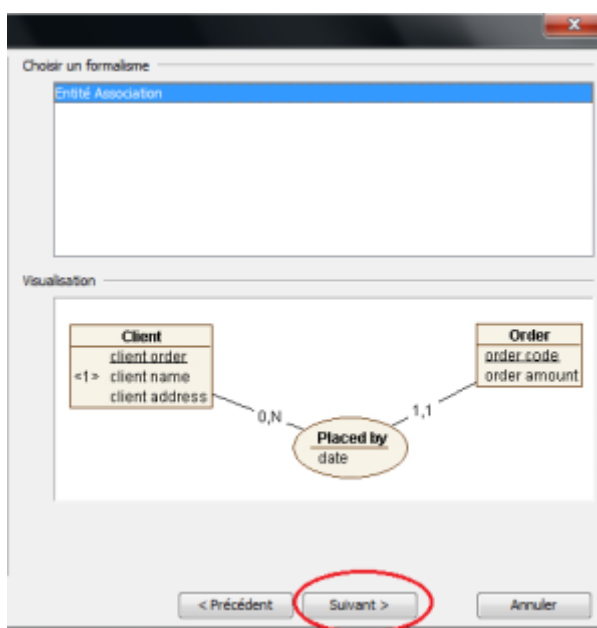 Choisir un formalisme
Entité Association
Visualisation
Client
client order
<1> client name
client address
Order
order code
order amount
0,N
1,1
Placed by
date
< Précédent
Suivant >
Annuler